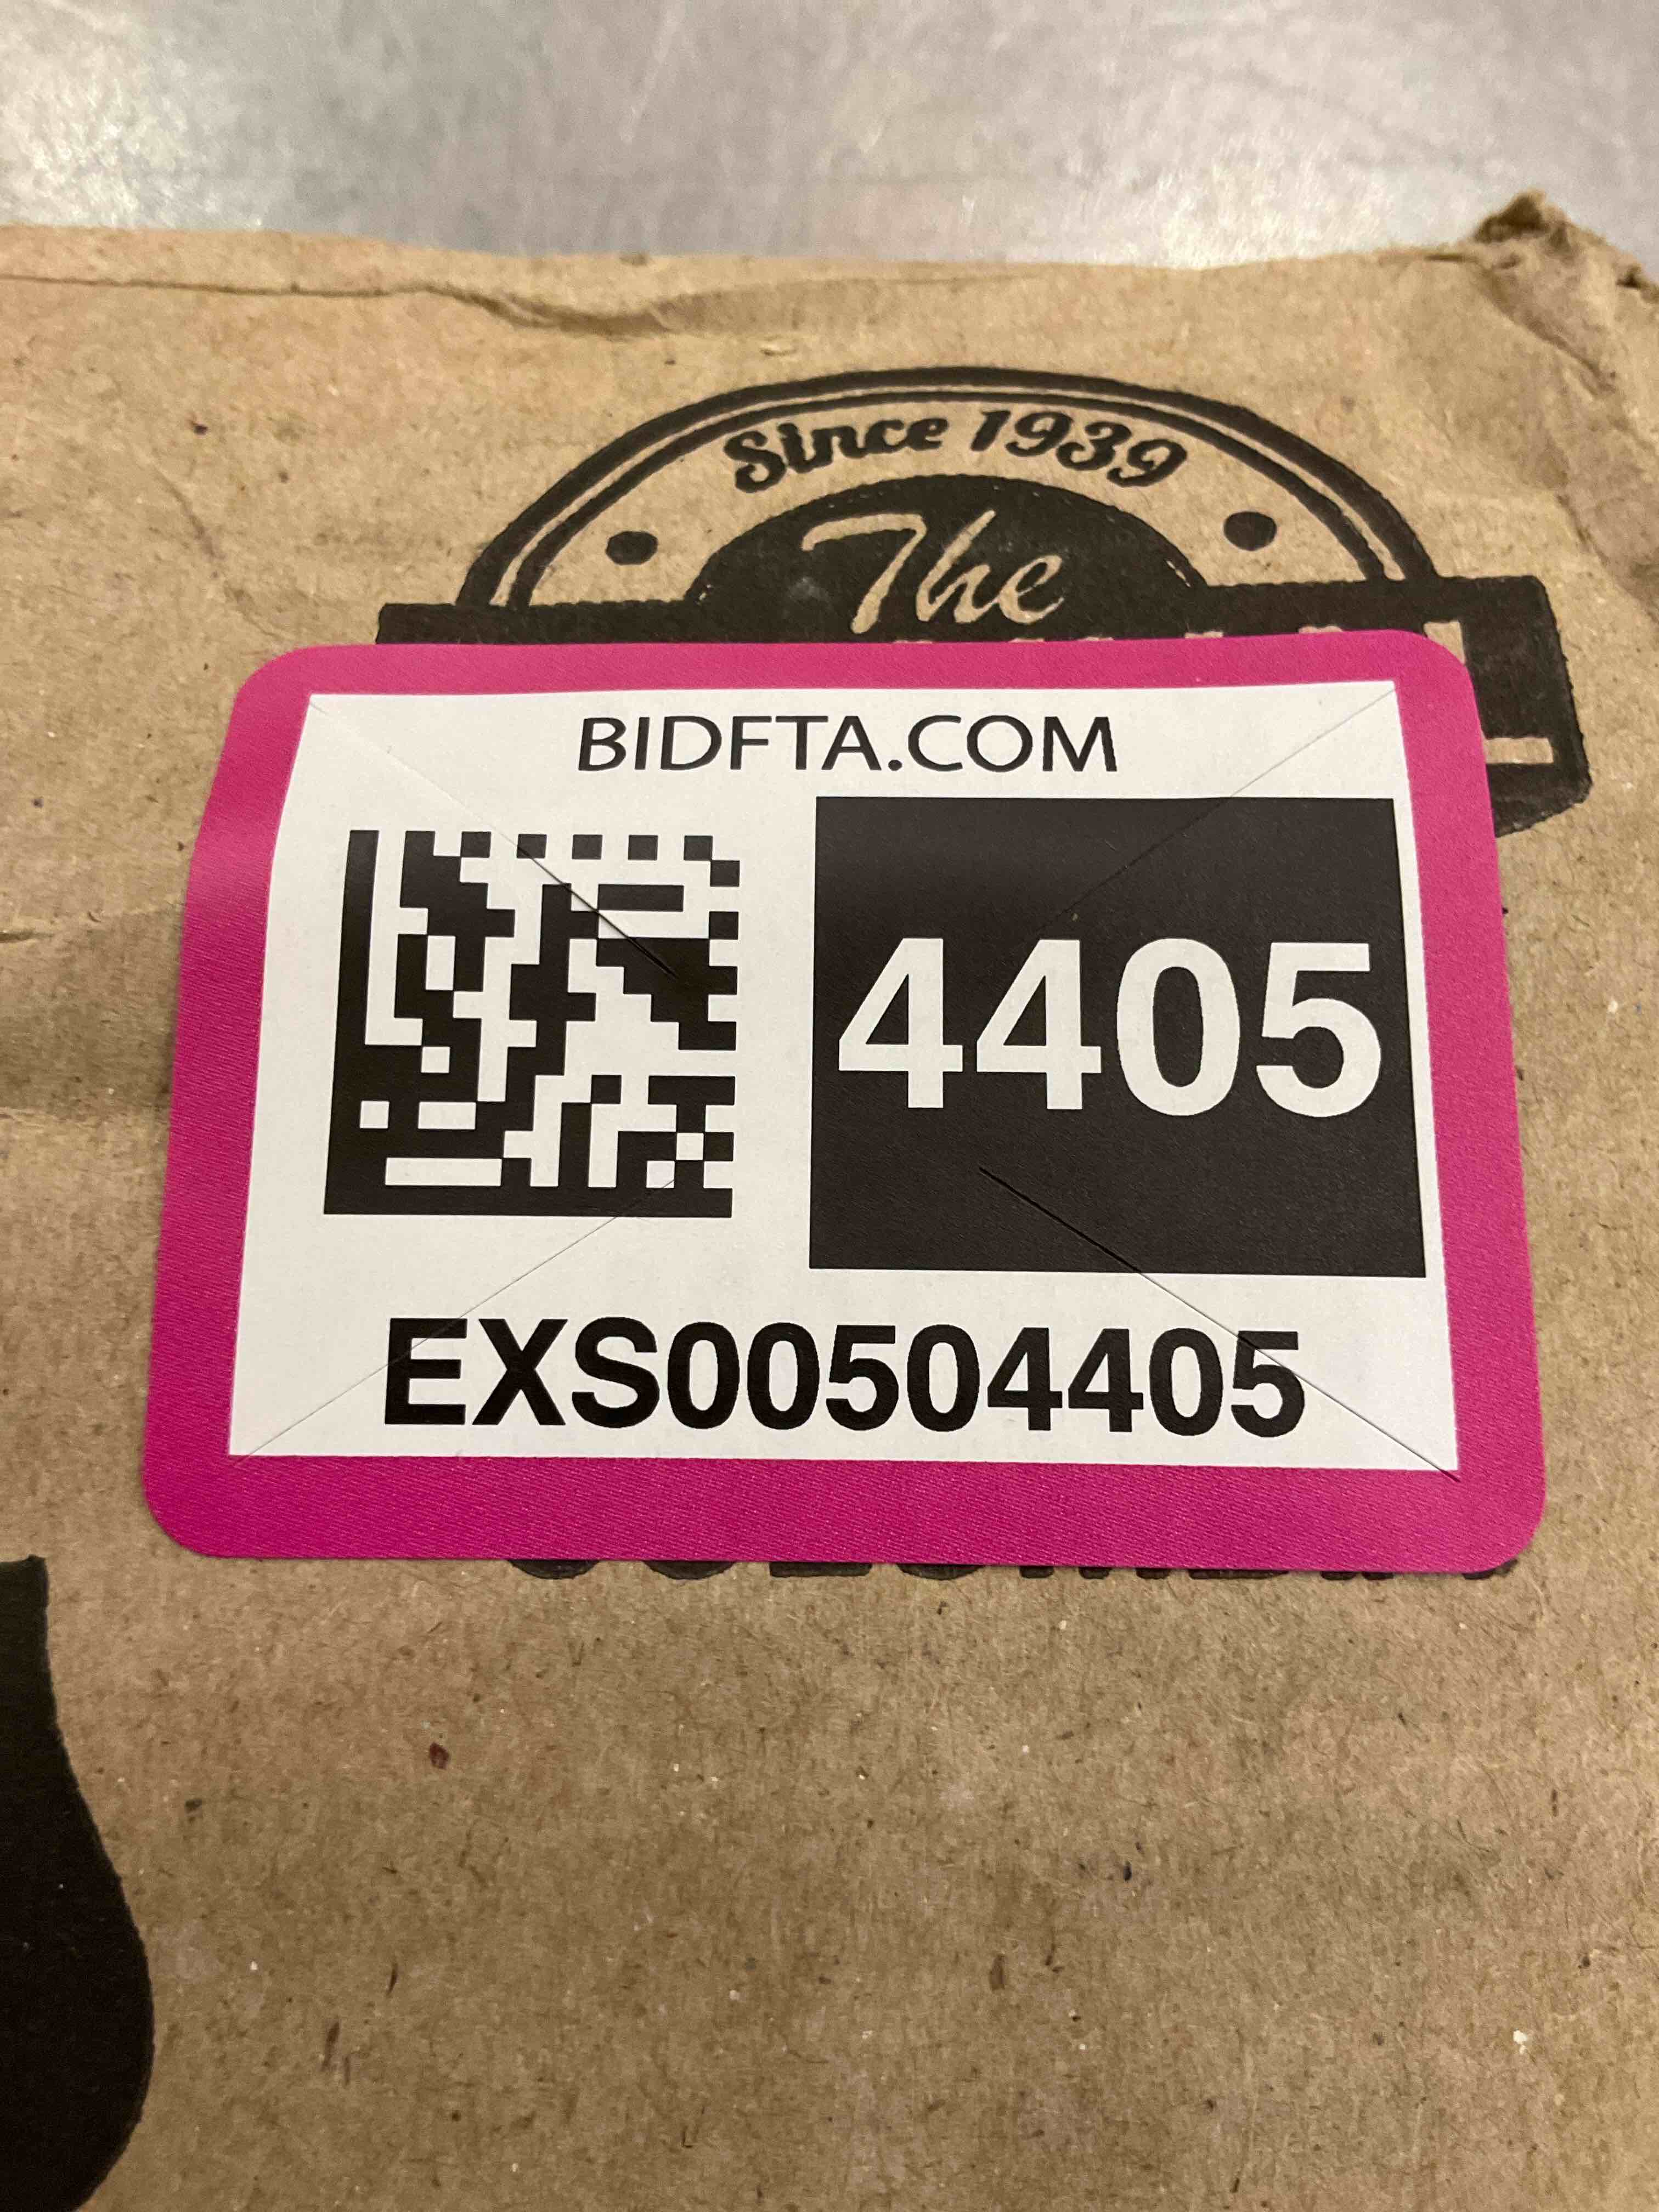 Since 1939
The
BIDFTA.COM
4405
EXS00504405